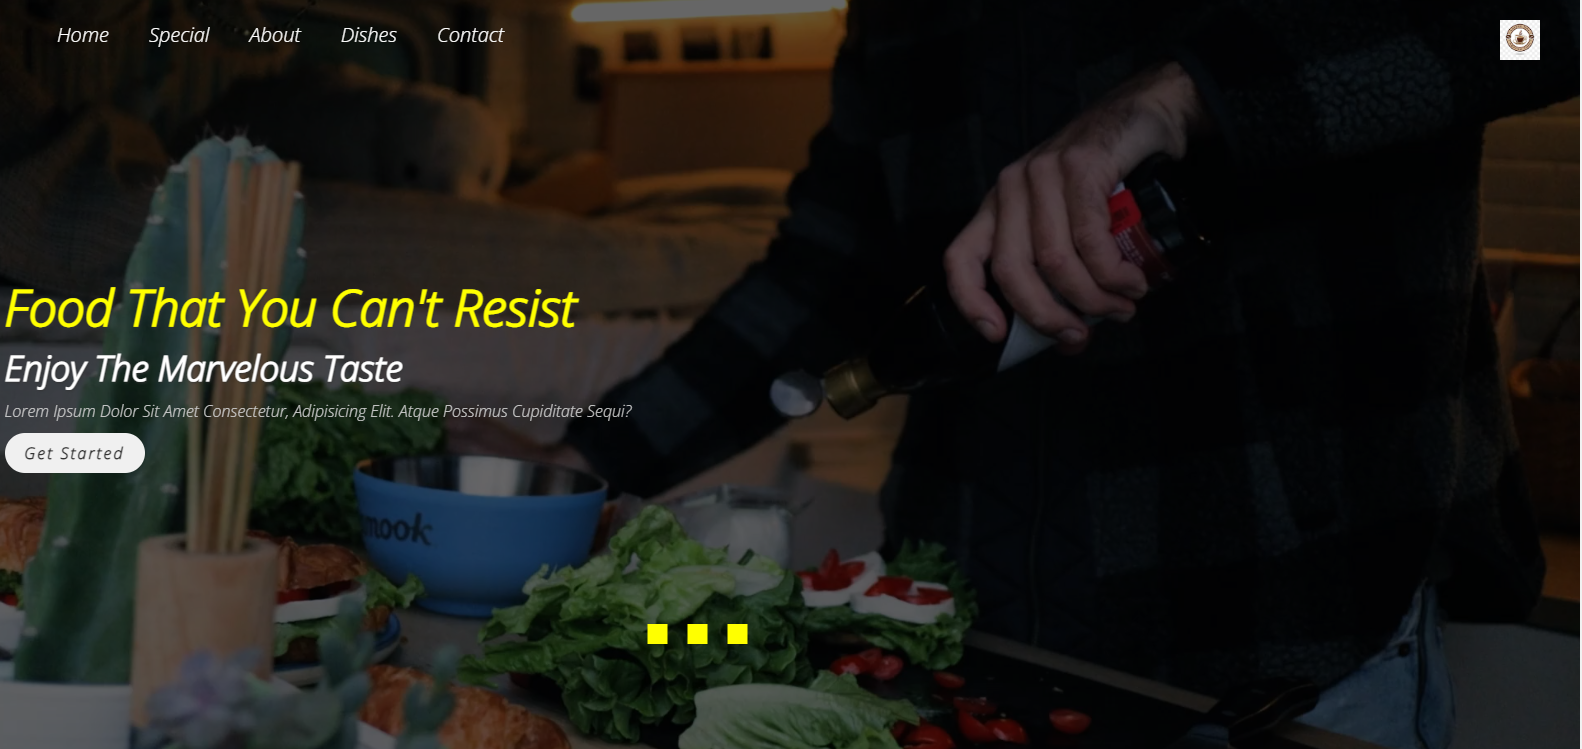 Home Special About Dishes Contact
Food That You Can't Resist
Enjoy The Marvelous Taste
Lorem Ipsum Dolor Sit Amet Consectetur, Adipisicing Elit. Atque Possimus Cupiditate Sequi?
Get Started